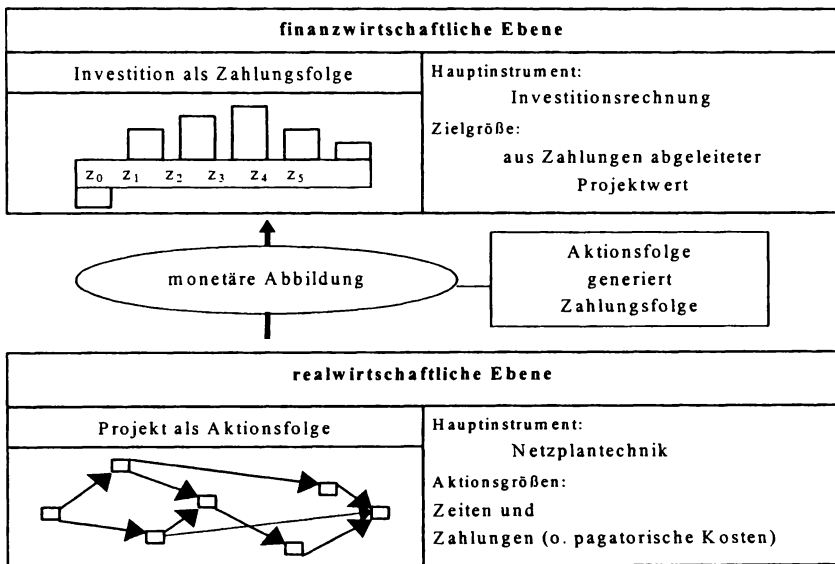 finanzwirtschaftliche Ebene
Investition als Zahlungsfolge
z0 z1 z2 z3 z4 z5
Hauptinstrument:
Investitionsrechnung
Zielgröße:
aus Zahlungen abgeleiteter
Projektwert
monetäre Abbildung
Aktionsfolge
generiert
Zahlungsfolge
realwirtschaftliche Ebene
Projekt als Aktionsfolge
Hauptinstrument:
Netzplantechnik
Aktionsgrößen:
Zeiten und
Zahlungen (o. pagatorische Kosten)